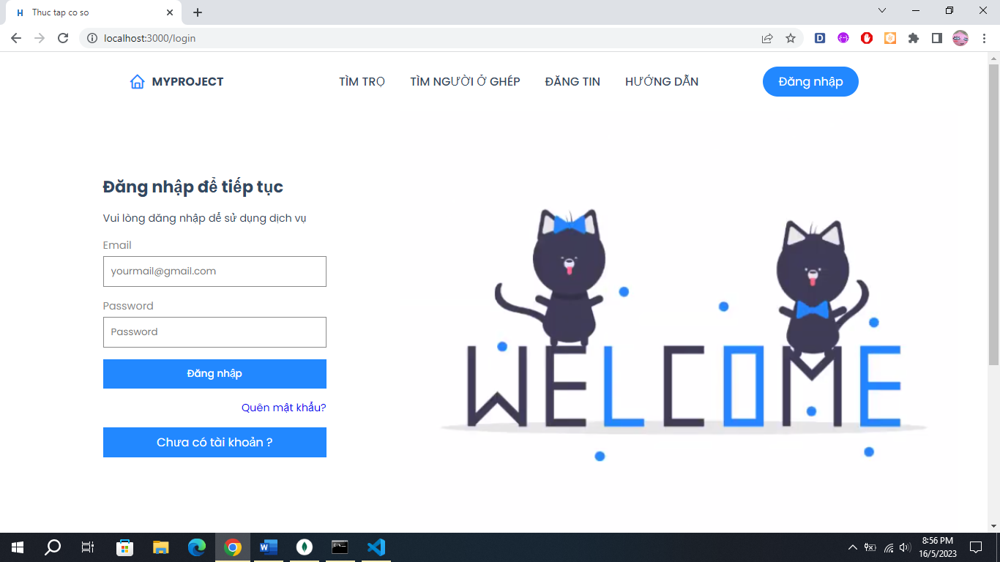 Thuc tap co so
localhost:3000/login
MYPROJECT
TÌM TRỌ
TÌM NGƯỜI Ở GHÉP
ĐĂNG TIN
HƯỚNG DẪN
Đăng nhập
Đăng nhập để tiếp tục
Vui lòng đăng nhập để sử dụng dịch vụ
Email
yourmail@gmail.com
Password
Password
Đăng nhập
Quên mật khẩu?
Chưa có tài khoản ?
WELCOME
8:56 PM
16/5/2023